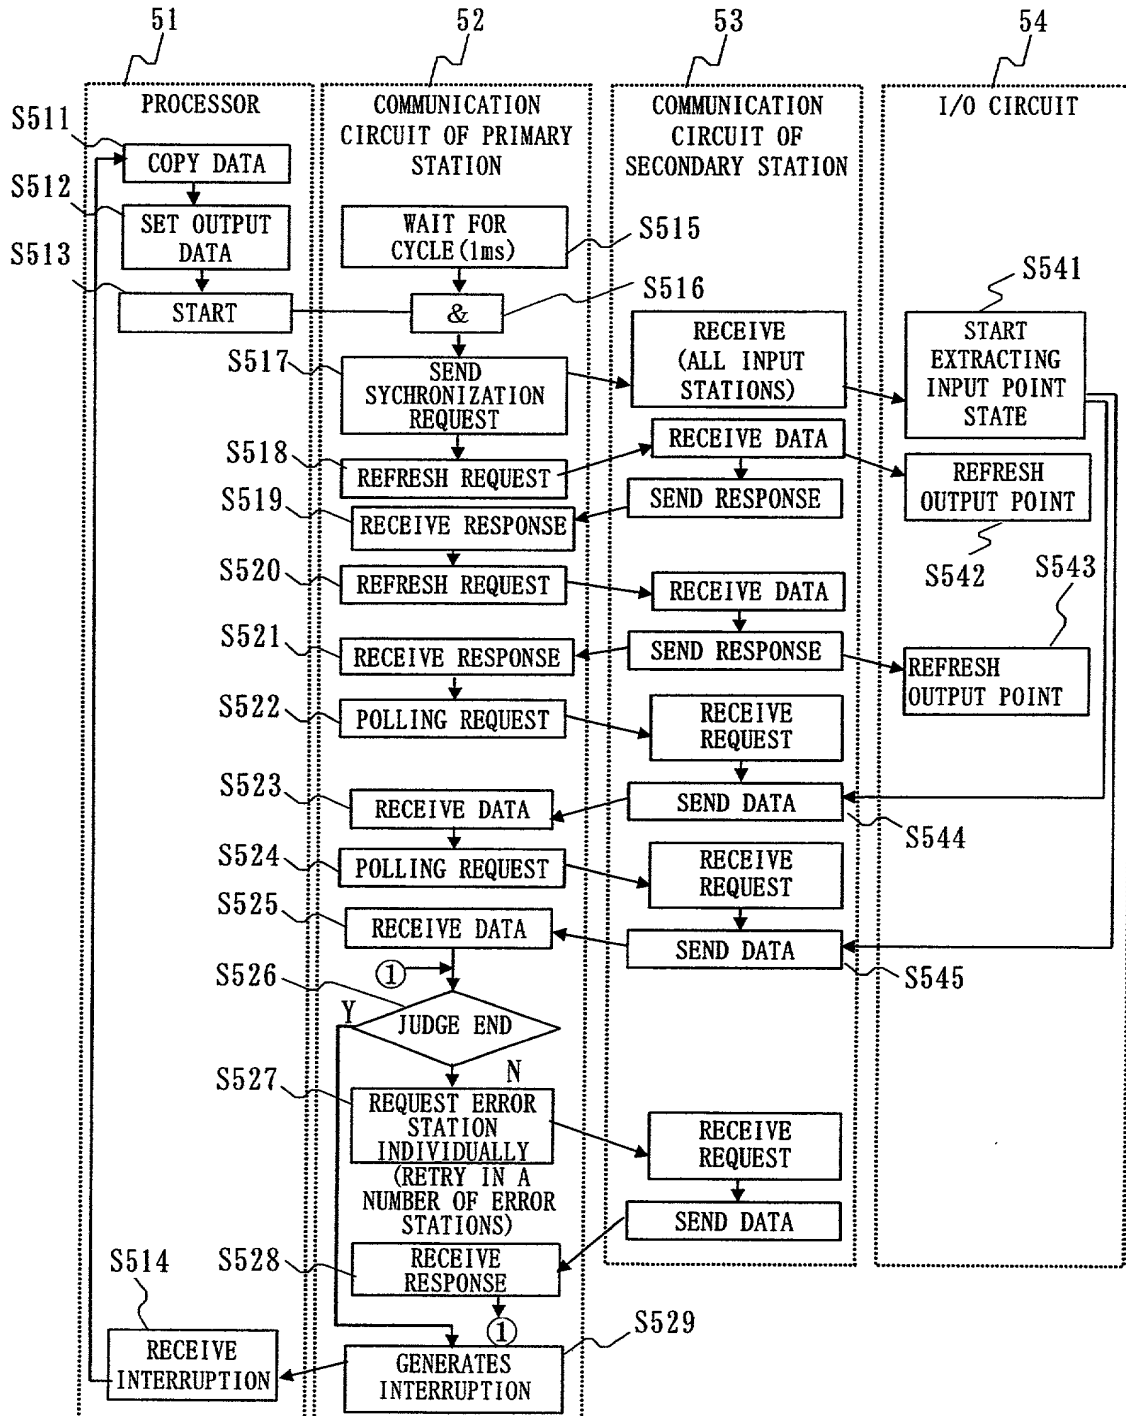 51
52
53
54
PROCESSOR
COMMUNICATION
CIRCUIT OF PRIMARY
STATION
COMMUNICATION
CIRCUIT OF
SECONDARY STATION
I/O CIRCUIT
S511
COPY DATA
S512
SET OUTPUT
DATA
S513
START
WAIT FOR
CYCLE(1ms)
S515
&
S516
S517
SEND
SYCHRONIZATION
REQUEST
RECEIVE
(ALL INPUT
STATIONS)
S541
START
EXTRACTING
INPUT POINT
STATE
S518
REFRESH REQUEST
RECEIVE DATA
REFRESH
OUTPUT POINT
S542
S519
RECEIVE RESPONSE
SEND RESPONSE
S520
REFRESH REQUEST
RECEIVE DATA
S543
S521
RECEIVE RESPONSE
SEND RESPONSE
REFRESH
OUTPUT POINT
S522
POLLING REQUEST
RECEIVE
REQUEST
S523
RECEIVE DATA
SEND DATA
S544
S524
POLLING REQUEST
RECEIVE
REQUEST
S525
RECEIVE DATA
SEND DATA
S545
①
S526
Y
JUDGE END
N
S527
REQUEST ERROR
STATION
INDIVIDUALLY
(RETRY IN A
NUMBER OF ERROR
STATIONS)
RECEIVE
REQUEST
SEND DATA
S528
RECEIVE
RESPONSE
①
S514
RECEIVE
INTERRUPTION
S529
GENERATES
INTERRUPTION